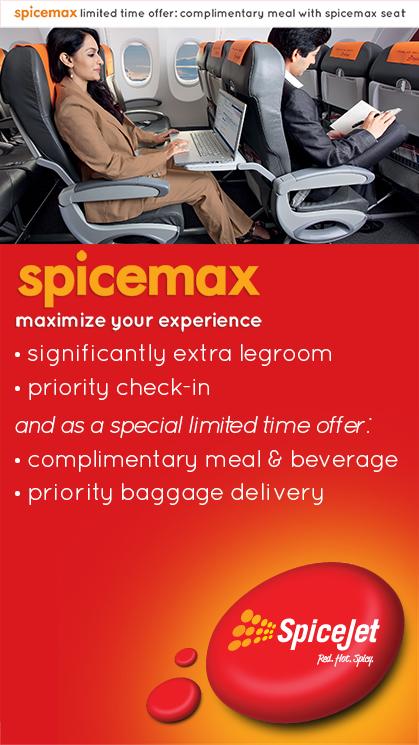 spicemax limited time offer: complimentary meal with spicemax seat
spicemax
maximize your experience
• significantly extra legroom
• priority check-in
and as a special limited time offer:
• complimentary meal & beverage
• priority baggage delivery
SpiceJet
Red. Hot. Spicy.